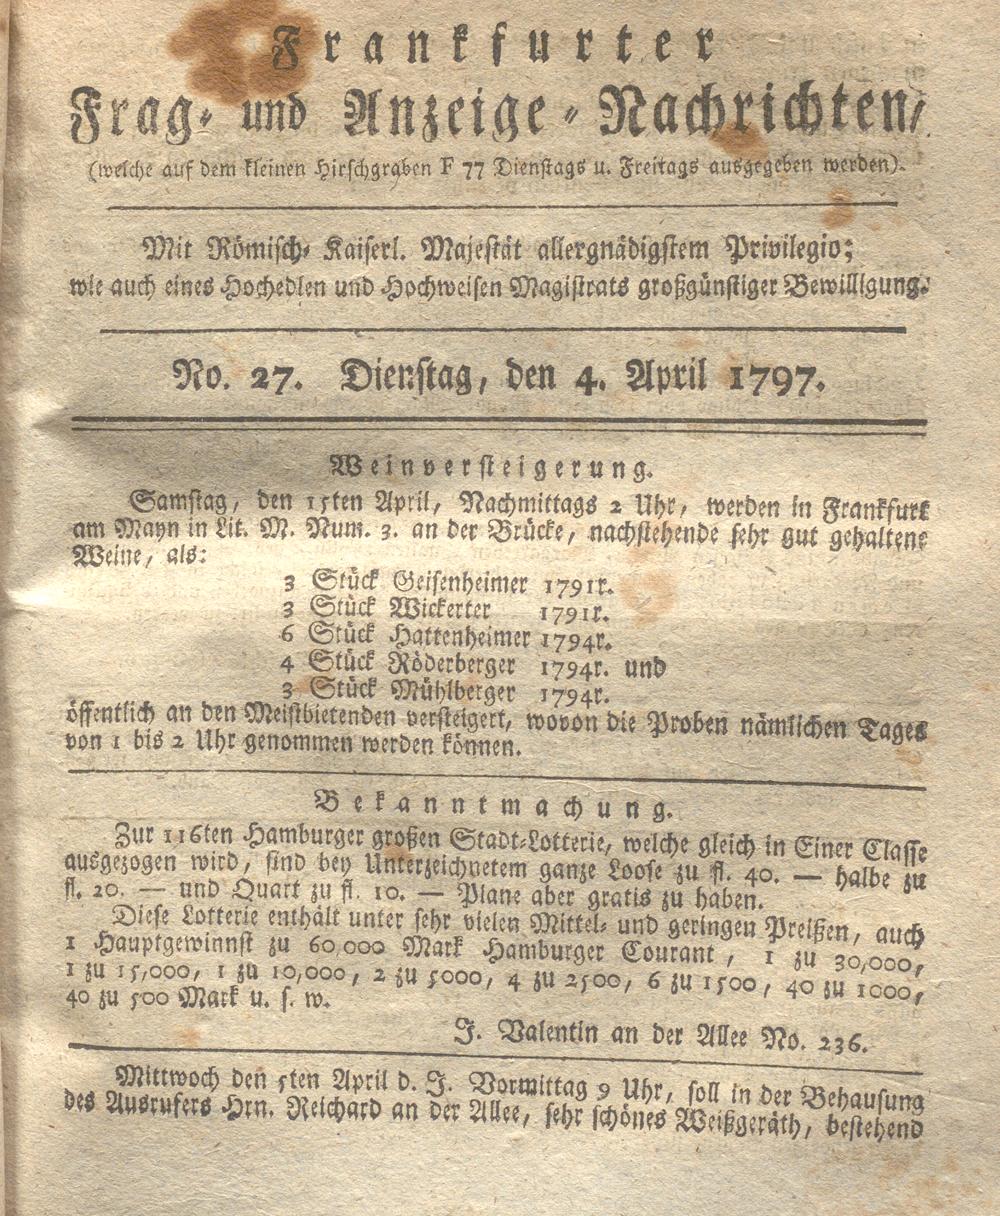 Frankfurter
Frag- und Anzeige-Nachrichten,
(welche auf dem kleinen Hirschgraben F 77 Dienstags u. Freitags ausgegeben werden).
Mit Römisch-Kaiserl. Majestät allergnädigstem Privilegio;
wie auch eines Hochedlen und Hochweisen Magistrats großgünstiger Bewilligung.
No. 27. Dienstag, den 4. April 1797.
Weinversteigerung.
Samstag, den 15ten April, Nachmittags 2 Uhr, werden in Frankfurt
am Mayn in Lit. M. Num. 3. an der Brücke, nachstehende sehr gut gehaltene
Weine, als:
3 Stück Geisenheimer 1791r.
3 Stück Wickerter 1791r.
6 Stück Hattenheimer 1794r.
4 Stück Röderberger 1794r. und
3 Stück Mühlberger 1794r.
öffentlich an den Meistbietenden versteigert, wovon die Proben nämlichen Tages
von 1 bis 2 Uhr genommen werden können.
Bekanntmachung.
Zur 116ten Hamburger großen Stadt-Lotterie, welche gleich in Einer Classe
ausgezogen wird, sind bey Unterzeichnetem ganze Loose zu fl. 40. — halbe zu
fl. 20. — und Quart zu fl. 10. — Plane aber gratis zu haben.
Diese Lotterie enthält unter sehr vielen Mittel- und geringen Preißen, auch
1 Hauptgewinnst zu 60,000 Mark Hamburger Courant, 1 zu 30,000,
1 zu 15,000, 1 zu 10,000, 2 zu 5000, 4 zu 2500, 6 zu 1500, 40 zu 1000,
40 zu 500 Mark u. s. w.
J. Valentin an der Allee No. 236.
Mittwoch den 5ten April d. J. Vormittag 9 Uhr, soll in der Behausung
des Ausrufers Hrn. Reichard an der Allee, sehr schönes Weißgeräth, bestehend